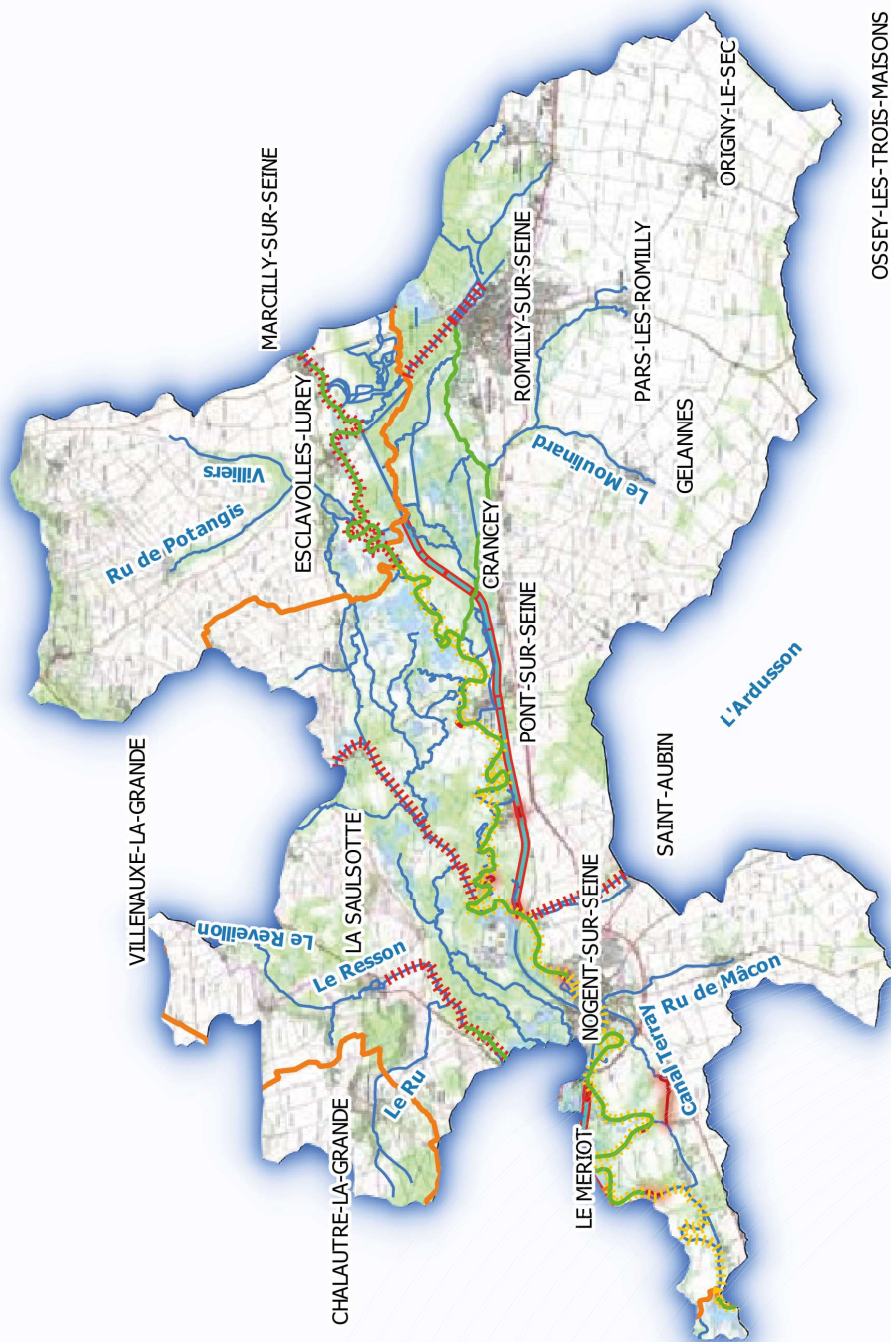 VILLENAUXE-LA-GRANDE
MARCILLY-SUR-SEINE
Villiers
Ru de Potangis
ESCLAVOLLES-LUREY
Le Reveillon
LA SAULSOTTE
Le Resson
CHALAUTRE-LA-GRANDE
Le Ru
CRANCEY
ROMILLY-SUR-SEINE
PONT-SUR-SEINE
Le Moulinard
PARS-LES-ROMILLY
GELANNES
ORIGNY-LE-SEC
OSSEY-LES-TROIS-MAISONS
NOGENT-SUR-SEINE
SAINT-AUBIN
L'Ardusson
LE MERIOT
Canal Terray
Ru de Mâcon